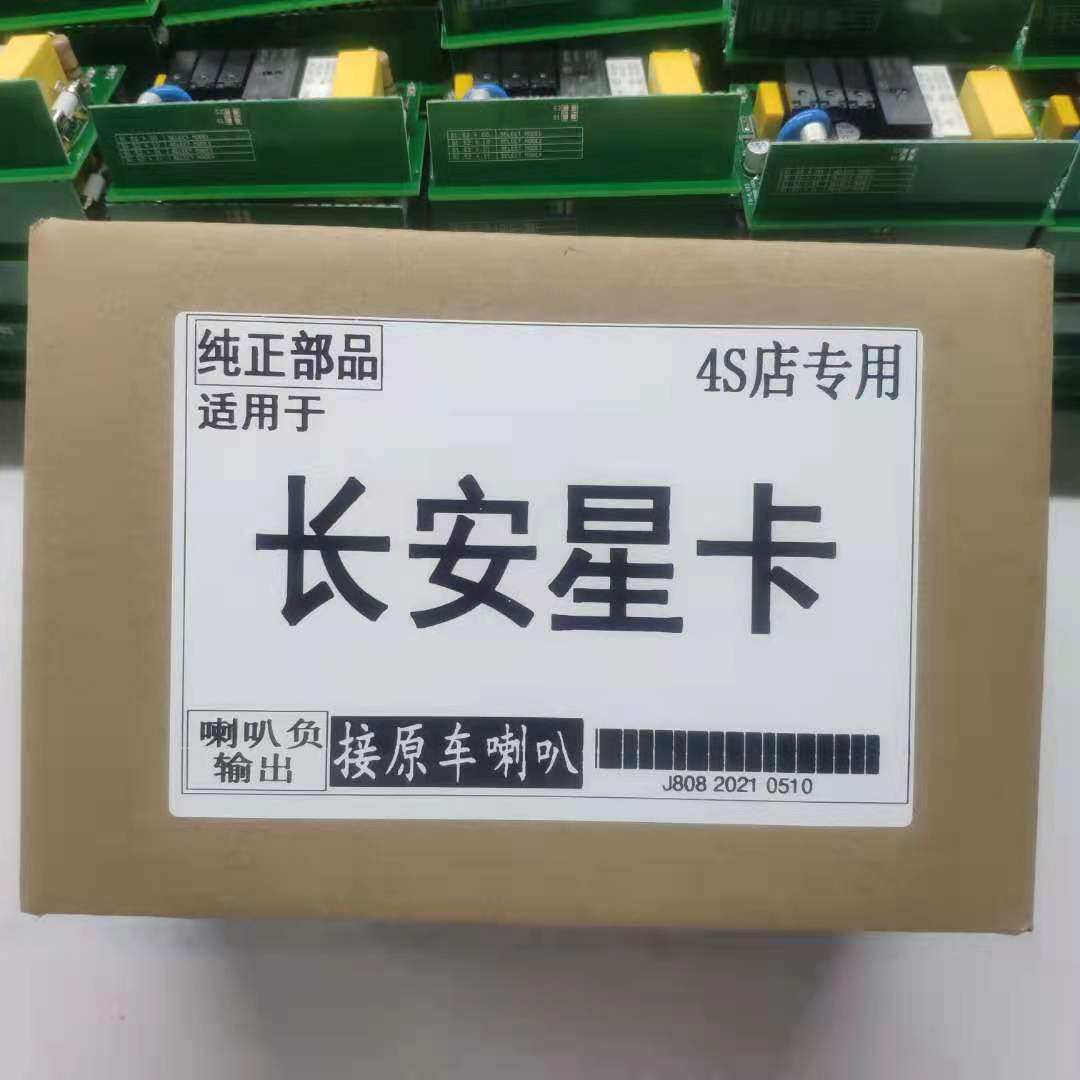 纯正部品
4S店专用
适用于
长安星卡
喇叭负
输出
接原车喇叭
J808 2021 0510